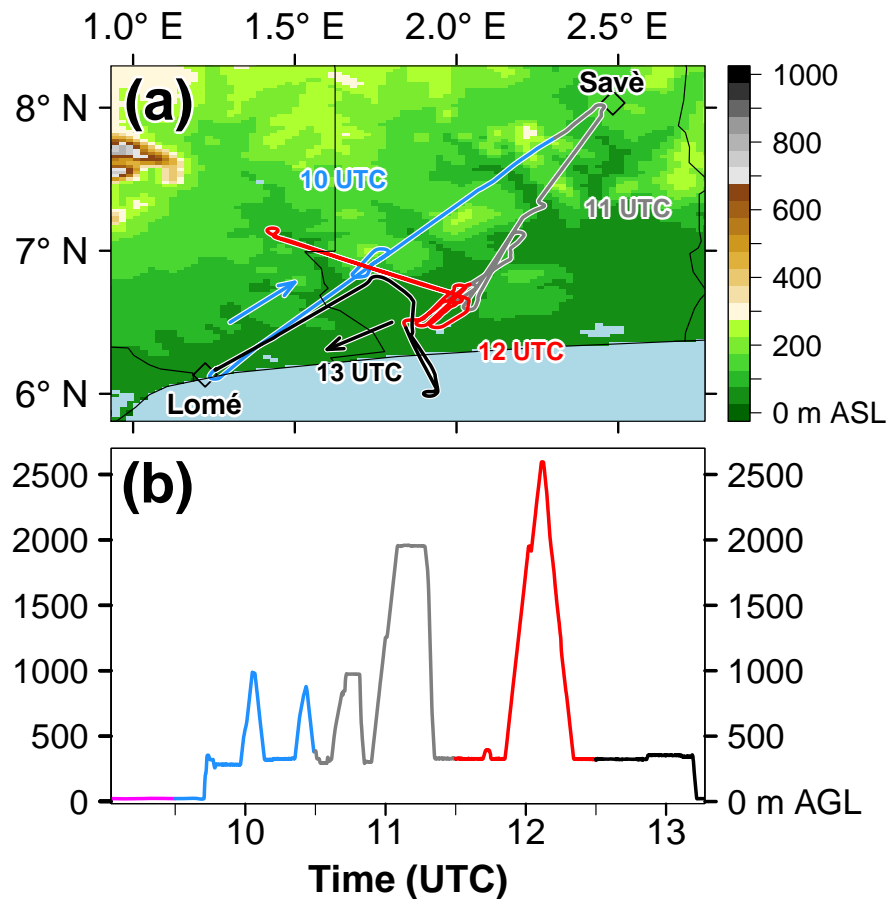 1.0° E 1.5° E 2.0° E 2.5° E
(a)
Savè
8° N
1000
800
10 UTC
11 UTC
7° N
600
400
12 UTC
200
13 UTC
6° N
Lomé
0 m ASL
(b)
2500 2500
2000 2000
1500 1500
1000 1000
500 500
0 0 m AGL
10 11 12 13
Time (UTC)